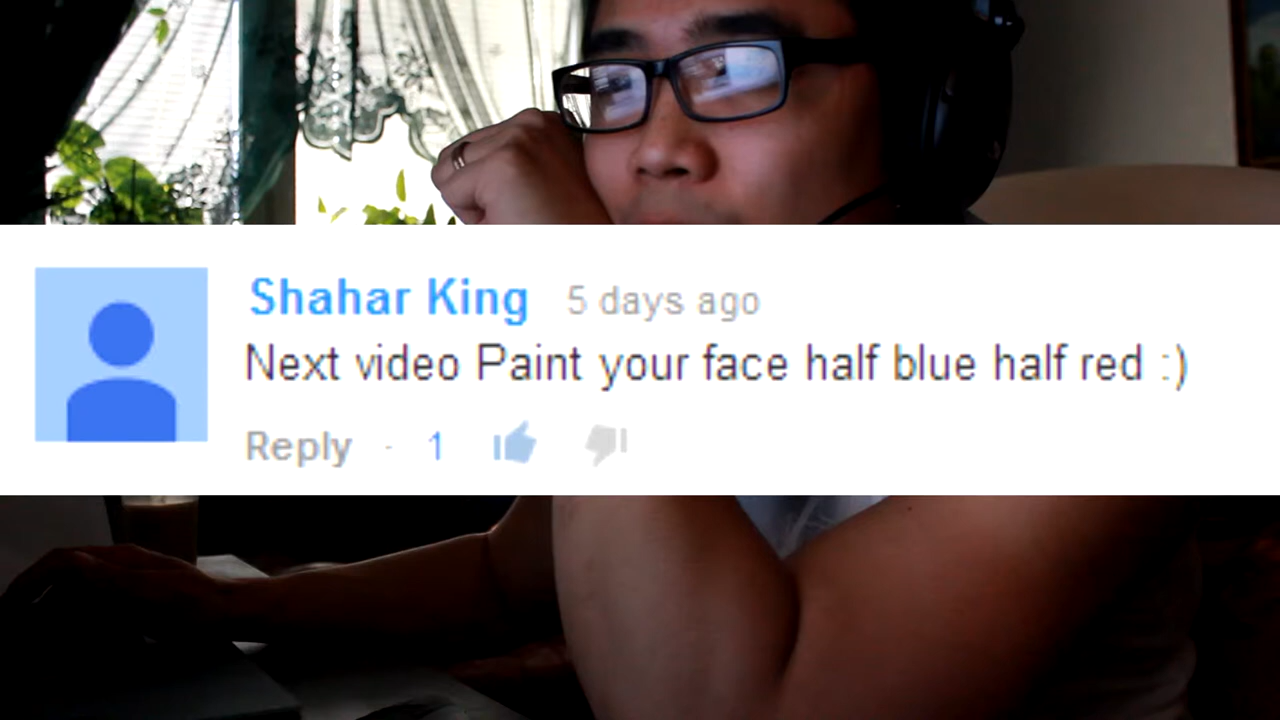 Shahar King 5 days ago
Next video Paint your face half blue half red :)
Reply · 1